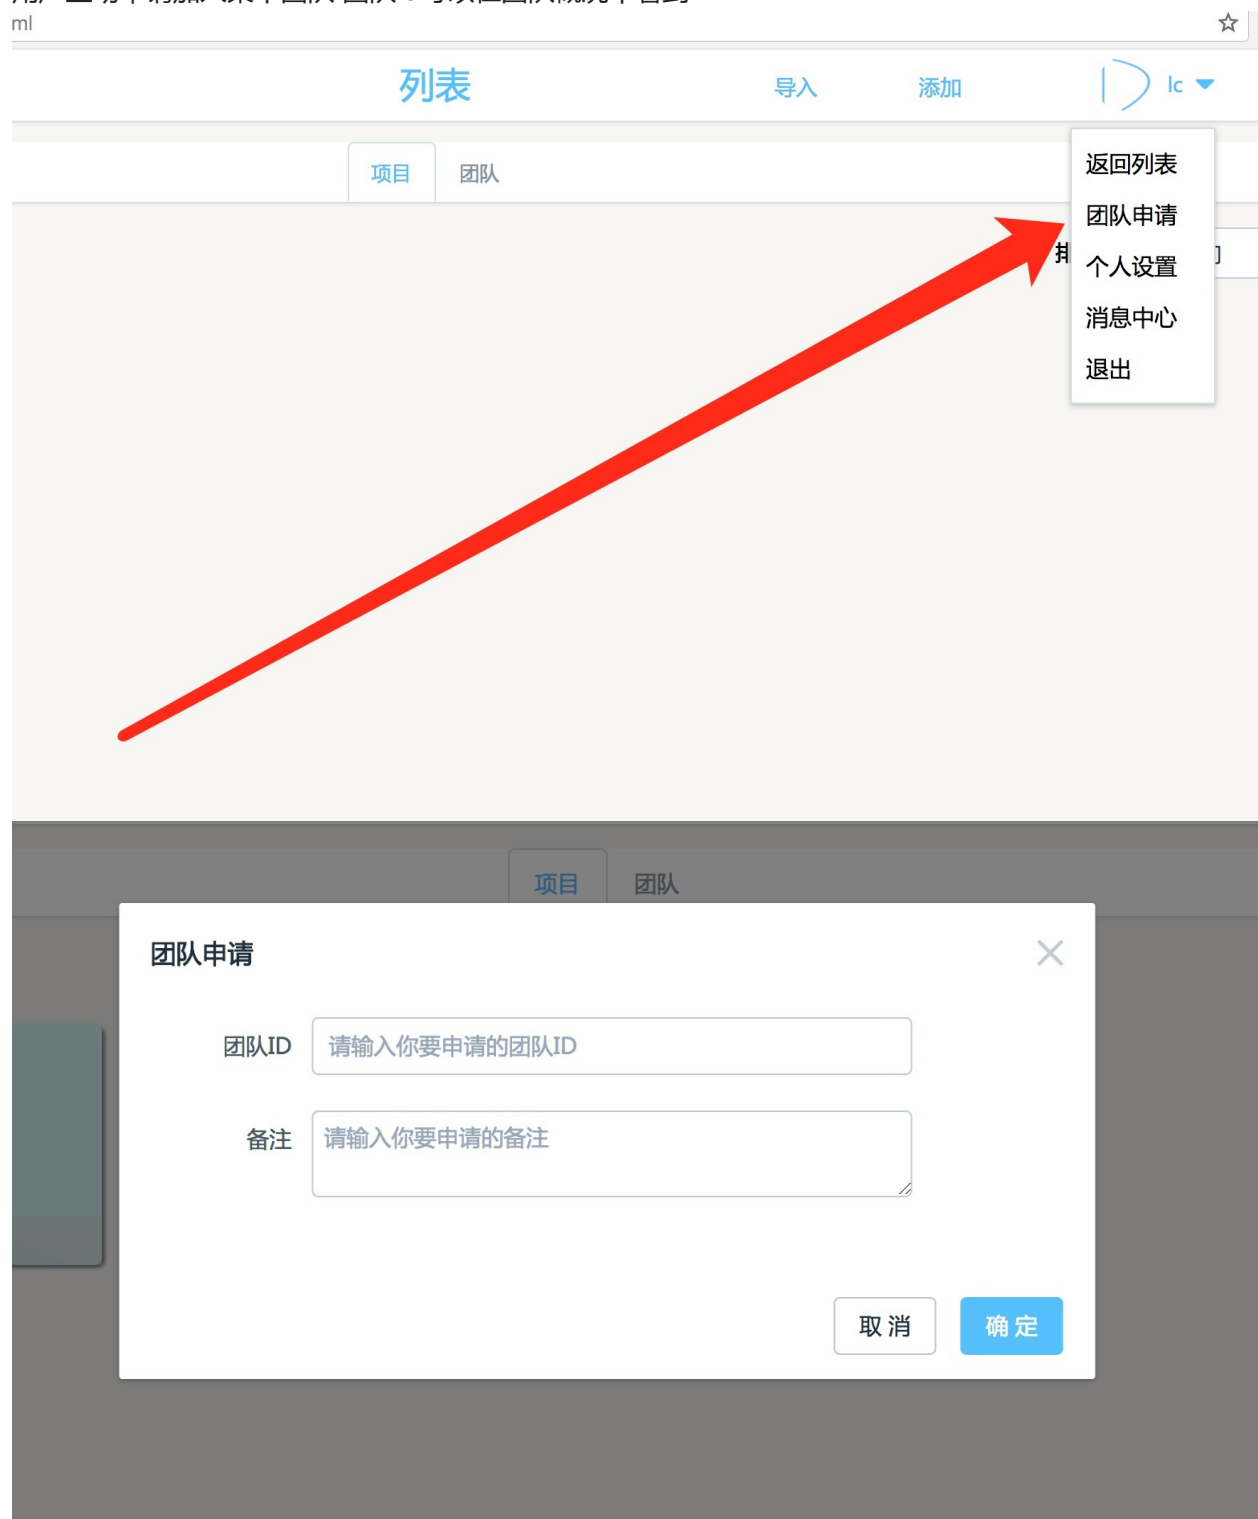 ml
列表
导入
添加
lc
项目
团队
返回列表
团队申请
个人设置
消息中心
退出
项目
团队
团队申请
团队ID
请输入你要申请的团队ID
备注
请输入你要申请的备注
取消
确定